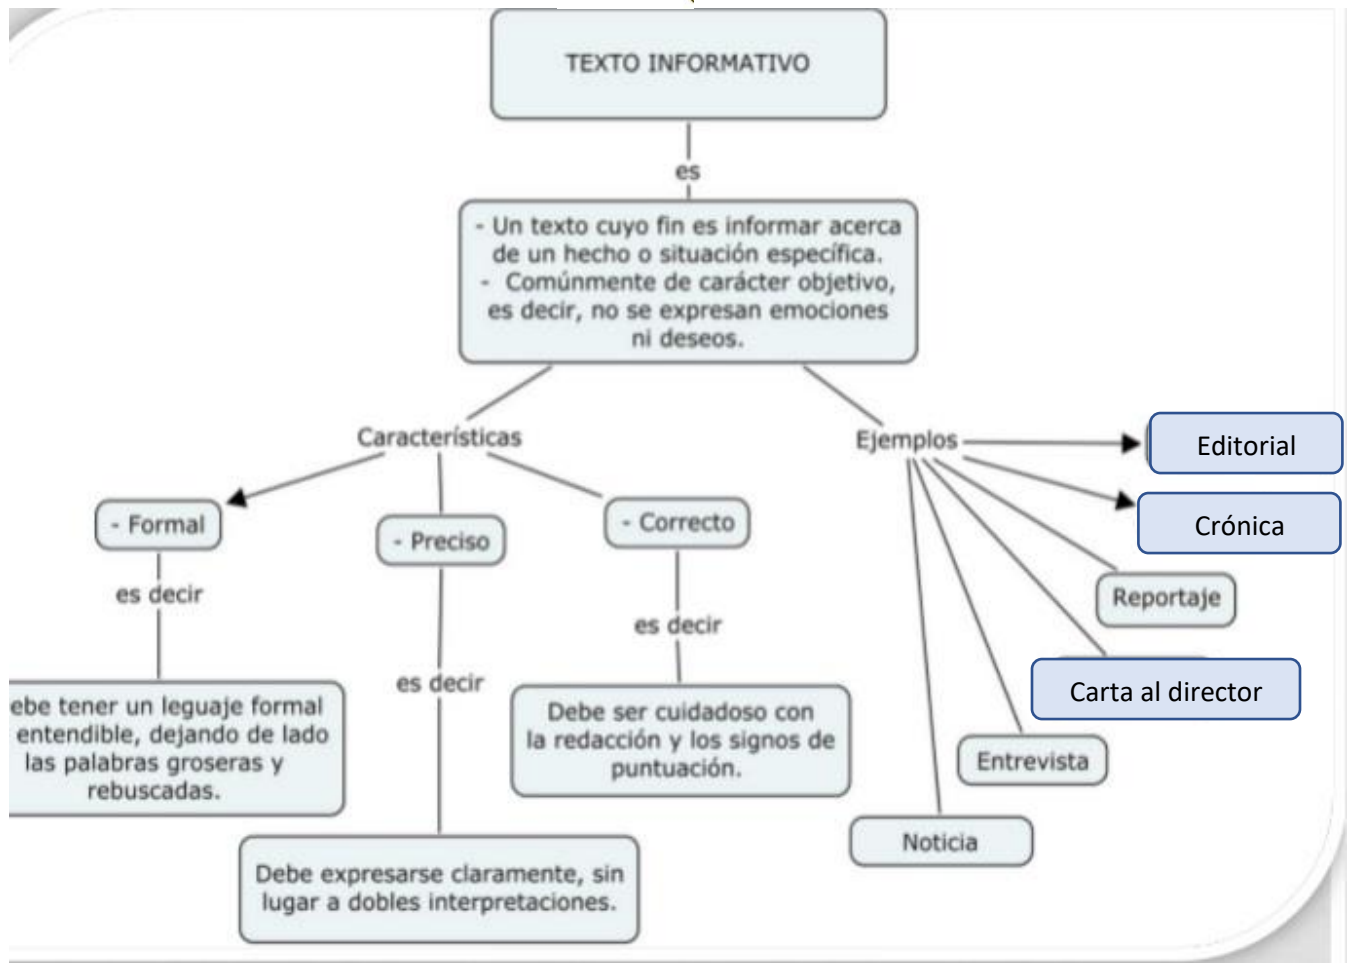 TEXTO INFORMATIVO
es
- Un texto cuyo fin es informar acerca
de un hecho o situación específica.
- Comúnmente de carácter objetivo,
es decir, no se expresan emociones
ni deseos.
Características
- Formal
es decir
ebe tener un leguaje formal
entendible, dejando de lado
las palabras groseras y
rebuscadas.
- Preciso
es decir
Debe expresarse claramente, sin
lugar a dobles interpretaciones.
- Correcto
es decir
Debe ser cuidadoso con
la redacción y los signos de
puntuación.
Ejemplos
Editorial
Crónica
Reportaje
Carta al director
Entrevista
Noticia